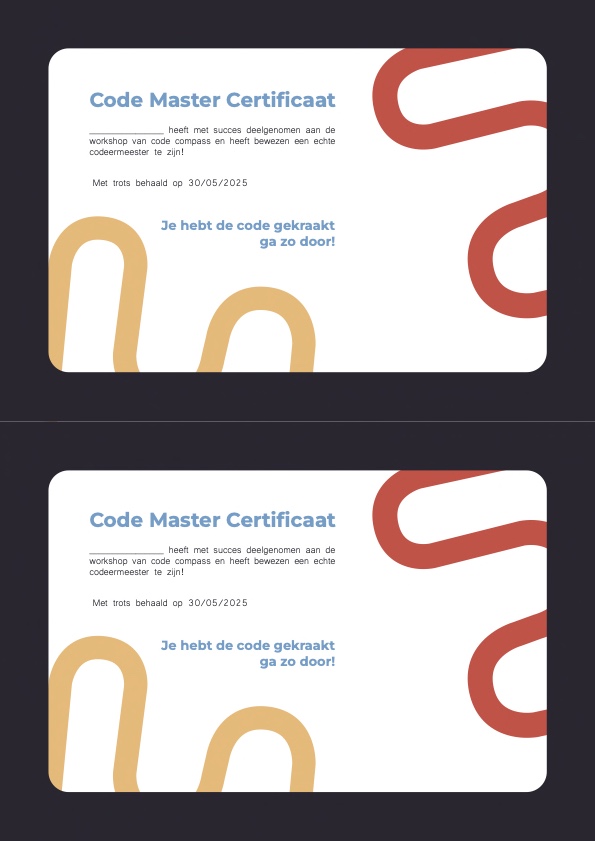 Code Master Certificaat
________________ heeft met succes deelgenomen aan de
workshop van code compass en heeft bewezen een echte
codeermeester te zijn!
Met trots behaald op 30/05/2025
Je hebt de code gekraakt
ga zo door!
Code Master Certificaat
________________ heeft met succes deelgenomen aan de
workshop van code compass en heeft bewezen een echte
codeermeester te zijn!
Met trots behaald op 30/05/2025
Je hebt de code gekraakt
ga zo door!